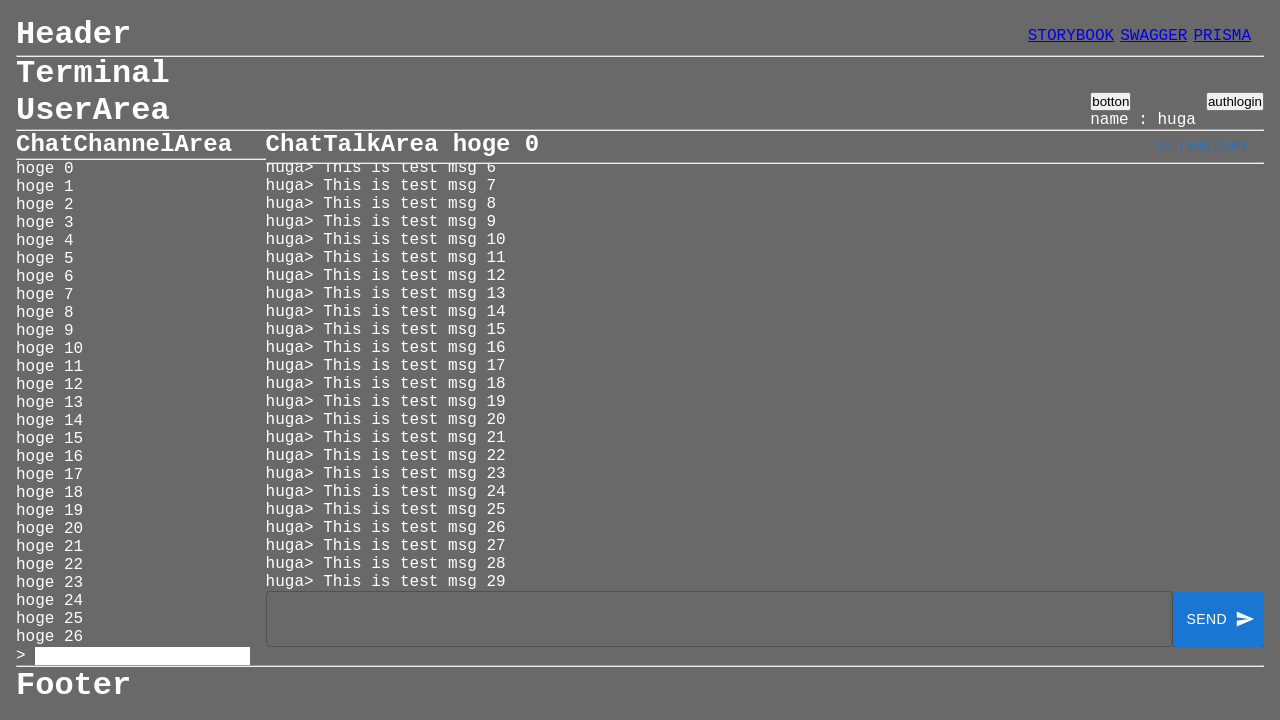 Header
STORYBOOK SWAGGER PRISMA
Terminal
UserArea
botton authlogin
name : huga
ChatChannelArea
hoge 0
hoge 1
hoge 2
hoge 3
hoge 4
hoge 5
hoge 6
hoge 7
hoge 8
hoge 9
hoge 10
hoge 11
hoge 12
hoge 13
hoge 14
hoge 15
hoge 16
hoge 17
hoge 18
hoge 19
hoge 20
hoge 21
hoge 22
hoge 23
hoge 24
hoge 25
hoge 26
>
ChatTalkArea hoge 0
GET HISTORY
huga> This is test msg 6
huga> This is test msg 7
huga> This is test msg 8
huga> This is test msg 9
huga> This is test msg 10
huga> This is test msg 11
huga> This is test msg 12
huga> This is test msg 13
huga> This is test msg 14
huga> This is test msg 15
huga> This is test msg 16
huga> This is test msg 17
huga> This is test msg 18
huga> This is test msg 19
huga> This is test msg 20
huga> This is test msg 21
huga> This is test msg 22
huga> This is test msg 23
huga> This is test msg 24
huga> This is test msg 25
huga> This is test msg 26
huga> This is test msg 27
huga> This is test msg 28
huga> This is test msg 29
SEND
Footer